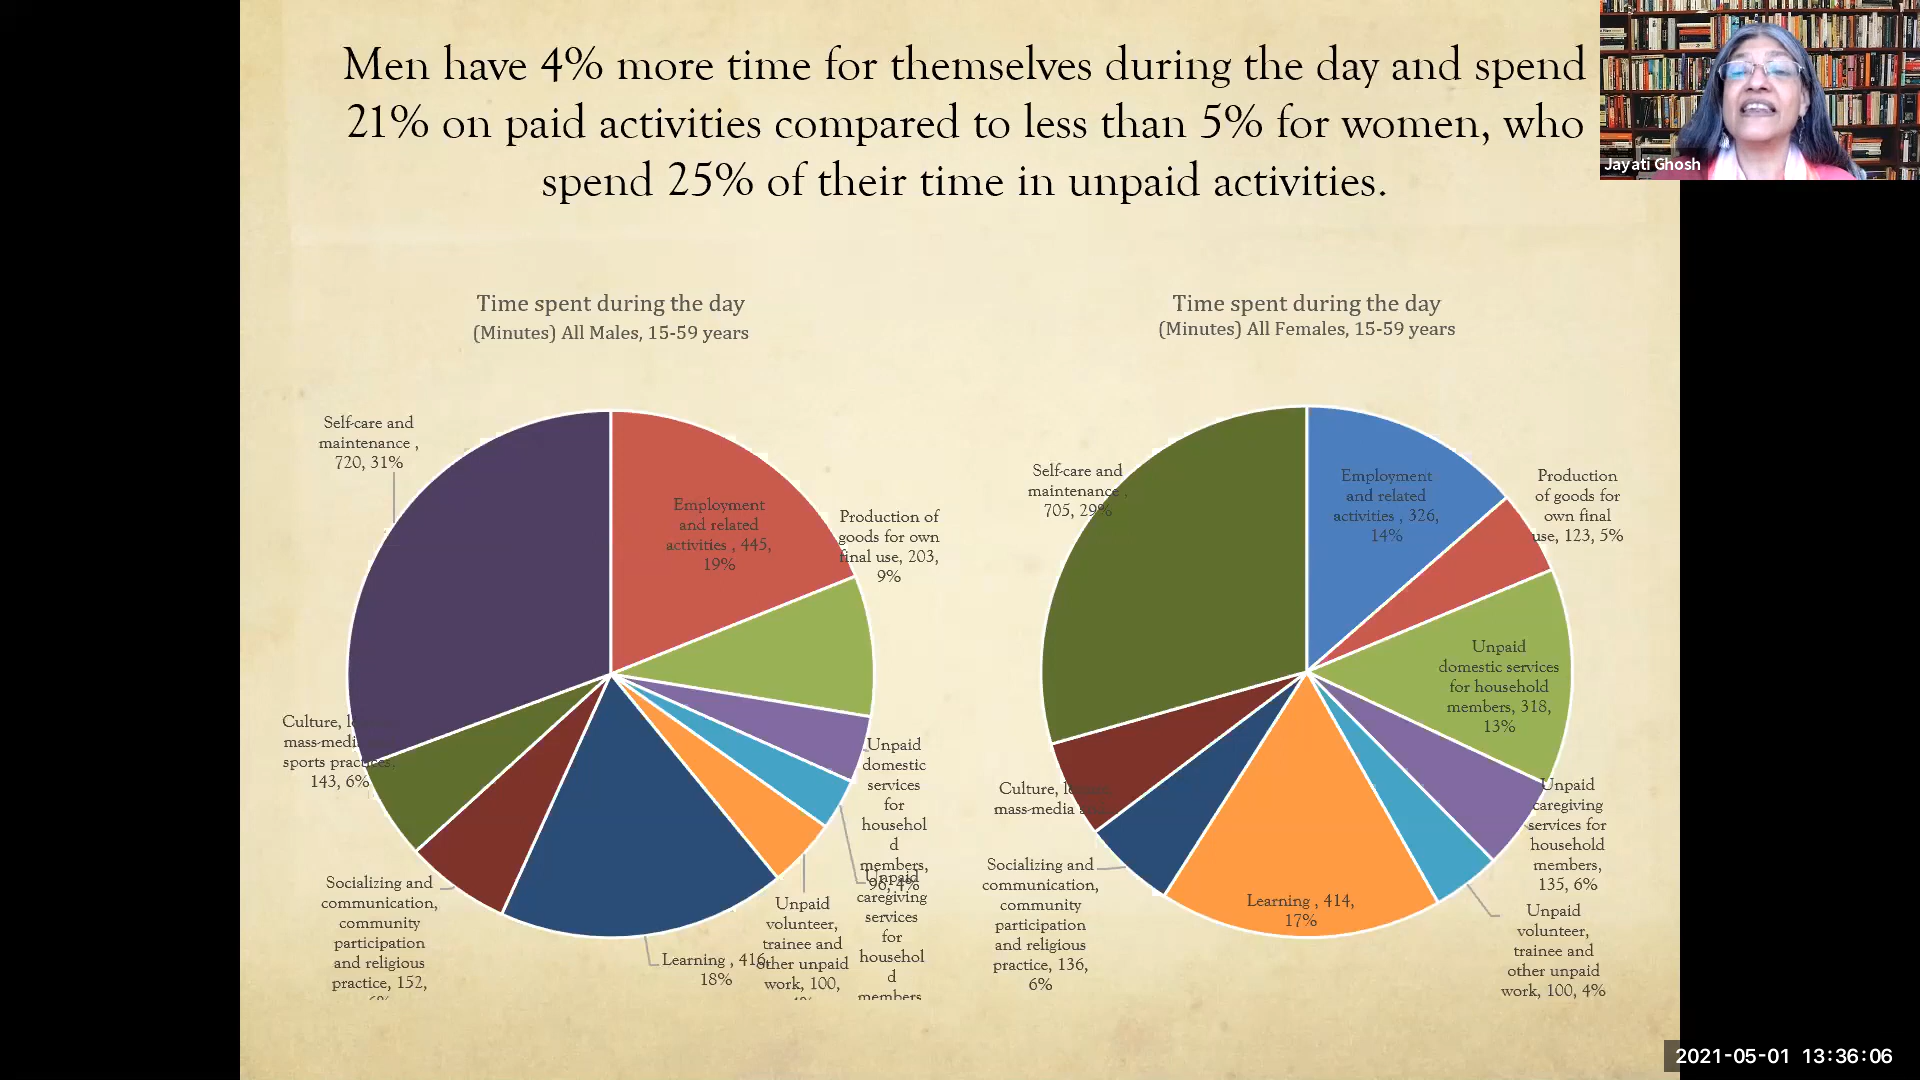 Men have 4% more time for themselves during the day and spend
21% on paid activities compared to less than 5% for women, who
spend 25% of their time in unpaid activities.
Jayati Ghosh
Time spent during the day
(Minutes) All Males, 15-59 years
Self-care and
maintenance ,
720, 31%
Employment
and related
activities , 445,
19%
Production of
goods for own
final use, 203,
9%
Unpaid
domestic
services
for
househol
d
members,
96, 4%
Unpaid
caregiving
services
for
househol
d
members
Unpaid
volunteer,
trainee and
other unpaid
work, 100,
4%
Learning , 416,
18%
Socializing and
communication,
community
participation
and religious
practice, 152,
6%
Culture,
mass-media
sports practices,
143, 6%
Time spent during the day
(Minutes) All Females, 15-59 years
Self-care and
maintenance ,
705, 29%
Employment
and related
activities , 326,
14%
Production
of goods for
own final
use, 123, 5%
Unpaid
domestic services
for household
members, 318,
13%
Unpaid
caregiving
services for
household
members,
135, 6%
Unpaid
volunteer,
trainee and
other unpaid
work, 100, 4%
Learning , 414,
17%
Socializing and
communication,
community
participation
and religious
practice, 136,
6%
Culture,
mass-media
2021-05-01 13:36:06